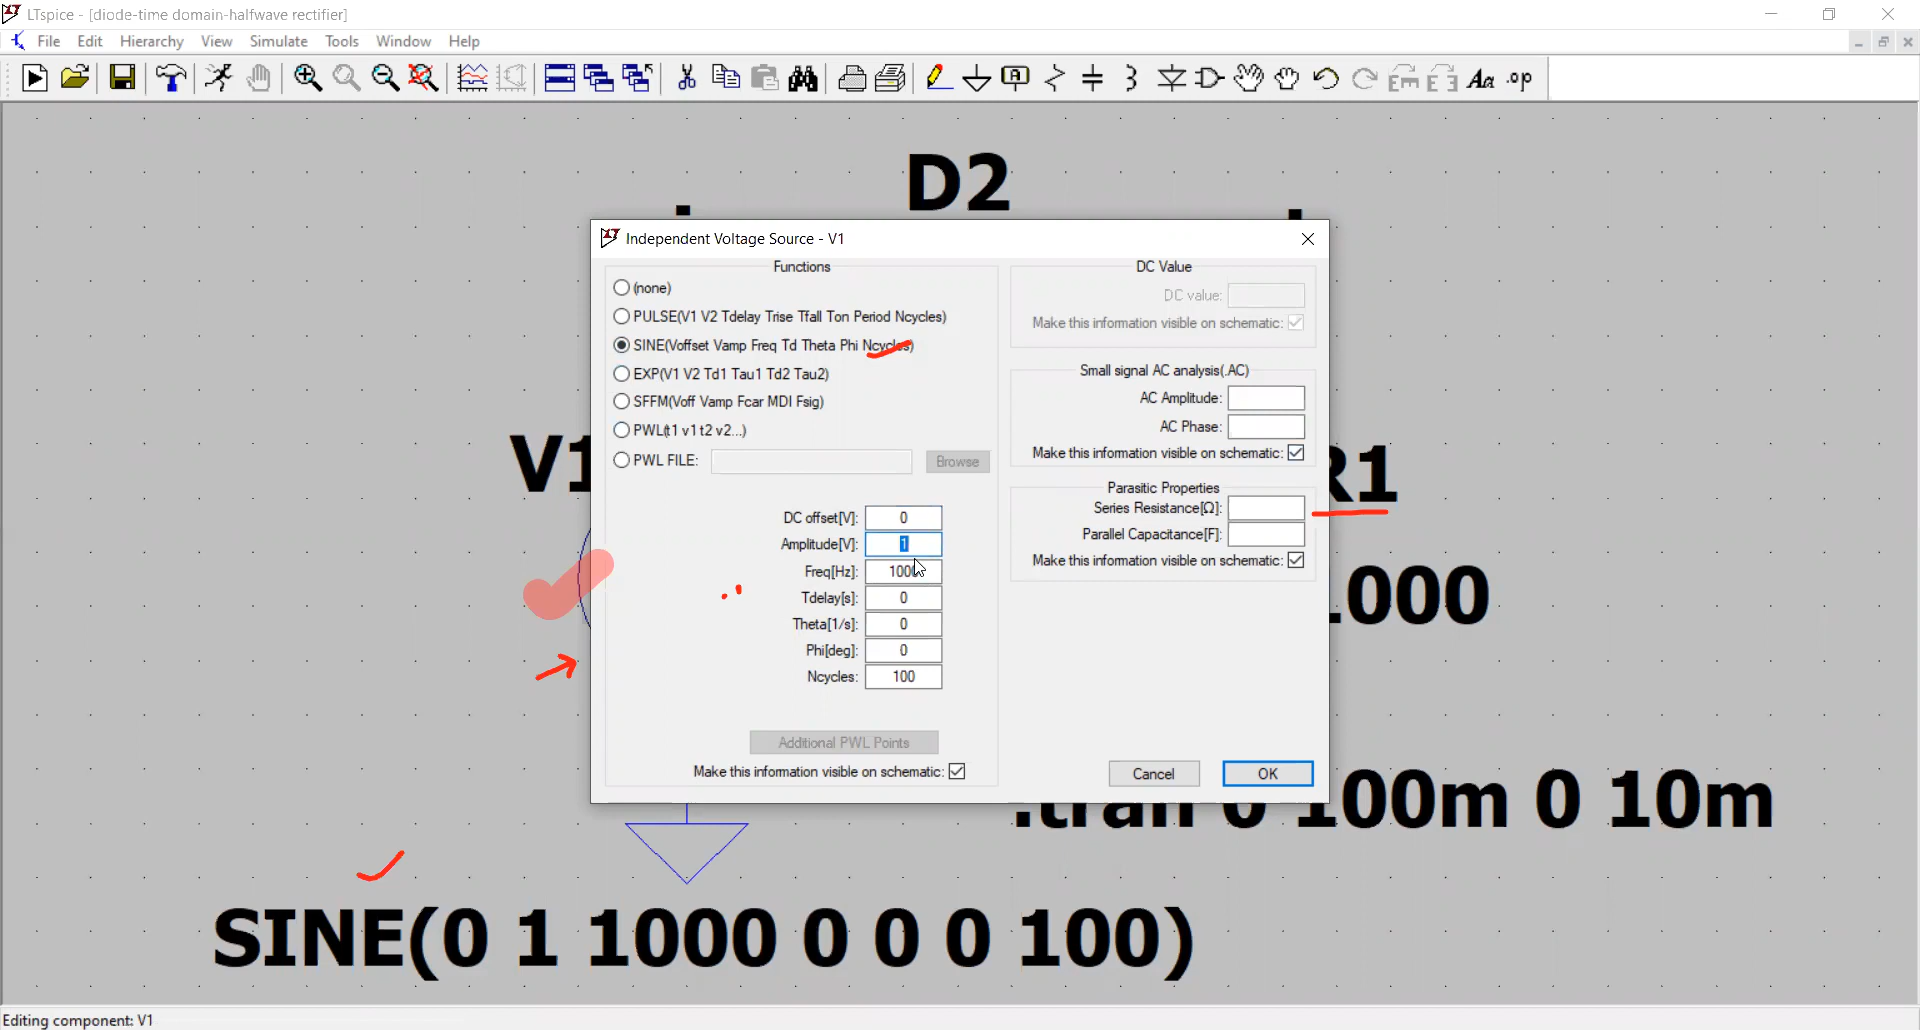 LTspice - [diode-time domain-halfwave rectifier]
File Edit Hierarchy View Simulate Tools Window Help
Aa .op
D2
Independent Voltage Source - V1
Functions
(none)
PULSE(V1 V2 Tdelay Trise Tfall Ton Period Ncycles)
SINE(Voffset Vamp Freq Td Theta Phi Ncycles)
EXP(V1 V2 Td1 Tau1 Td2 Tau2)
SFFM(Voff Vamp Fcar MDI Fsig)
PWL(t1 v1 t2 v2...)
PWL FILE: Browse
DC offset[V]: 0
Amplitude[V]: 1
Freq[Hz]: 1000
Tdelay[s]: 0
Theta[1/s]: 0
Phi[deg]: 0
Ncycles: 100
Additional PWL Points
Make this information visible on schematic:
DC Value
DC value:
Make this information visible on schematic:
Small signal AC analysis(.AC)
AC Amplitude:
AC Phase:
Make this information visible on schematic:
Parasitic Properties
Series Resistance[Ω]:
Parallel Capacitance[F]:
Make this information visible on schematic:
Cancel OK
V1
R1
1000
.tran 0 100m 0 10m
SINE(0 1 1000 0 0 0 100)
Editing component: V1